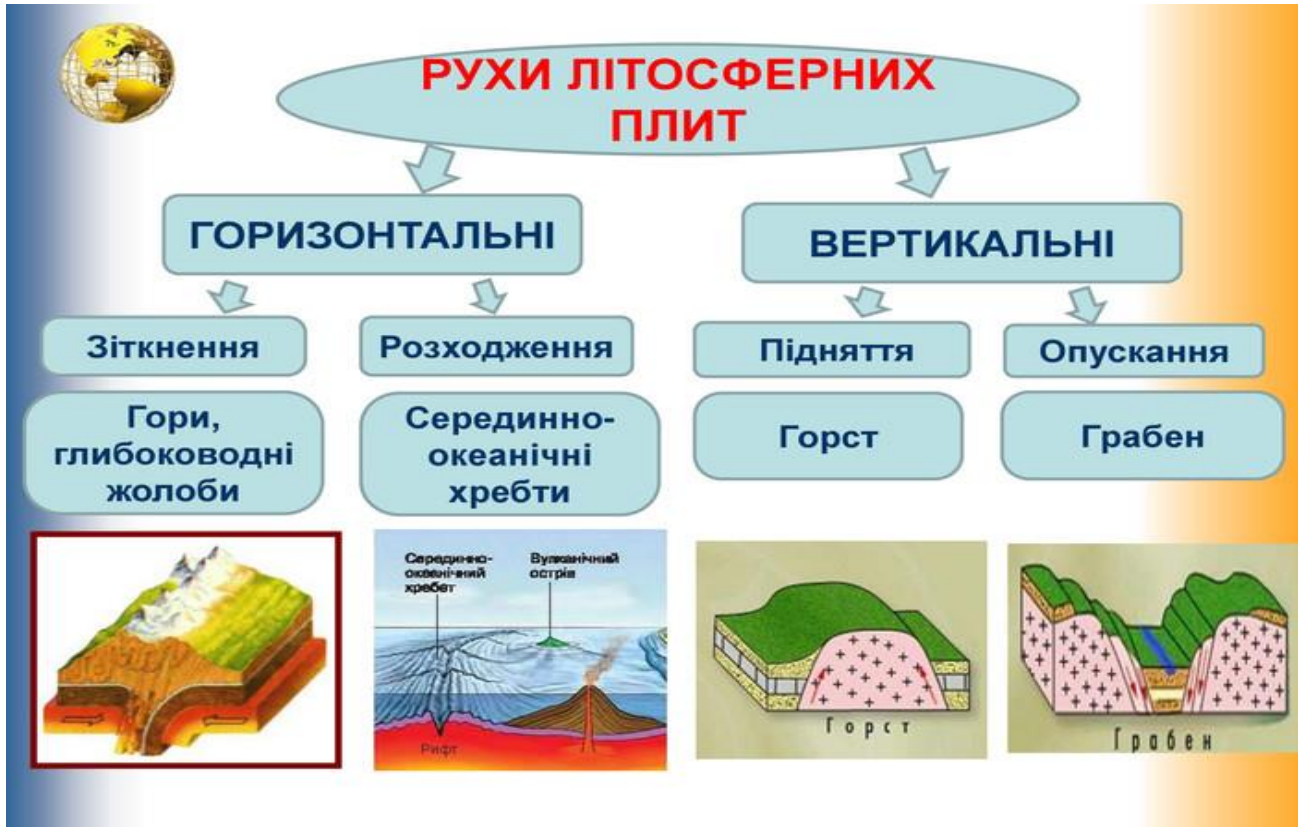 РУХИ ЛІТОСФЕРНИХ
ПЛИТ
ГОРИЗОНТАЛЬНІ
ВЕРТИКАЛЬНІ
Зіткнення
Розходження
Підняття
Опускання
Гори,
глибоководні
жолоби
Серединно-
океанічні
хребти
Горст
Грабен
Серединно-
океанічний
хребет
Вулканічний
острів
Рифт
Горст
Грабен